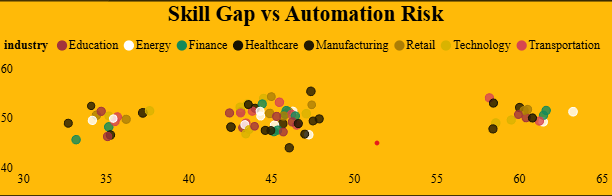 Skill Gap vs Automation Risk
industry Education Energy Finance Healthcare Manufacturing Retail Technology Transportation
60
50
40
30 35 40 45 50 55 60 65